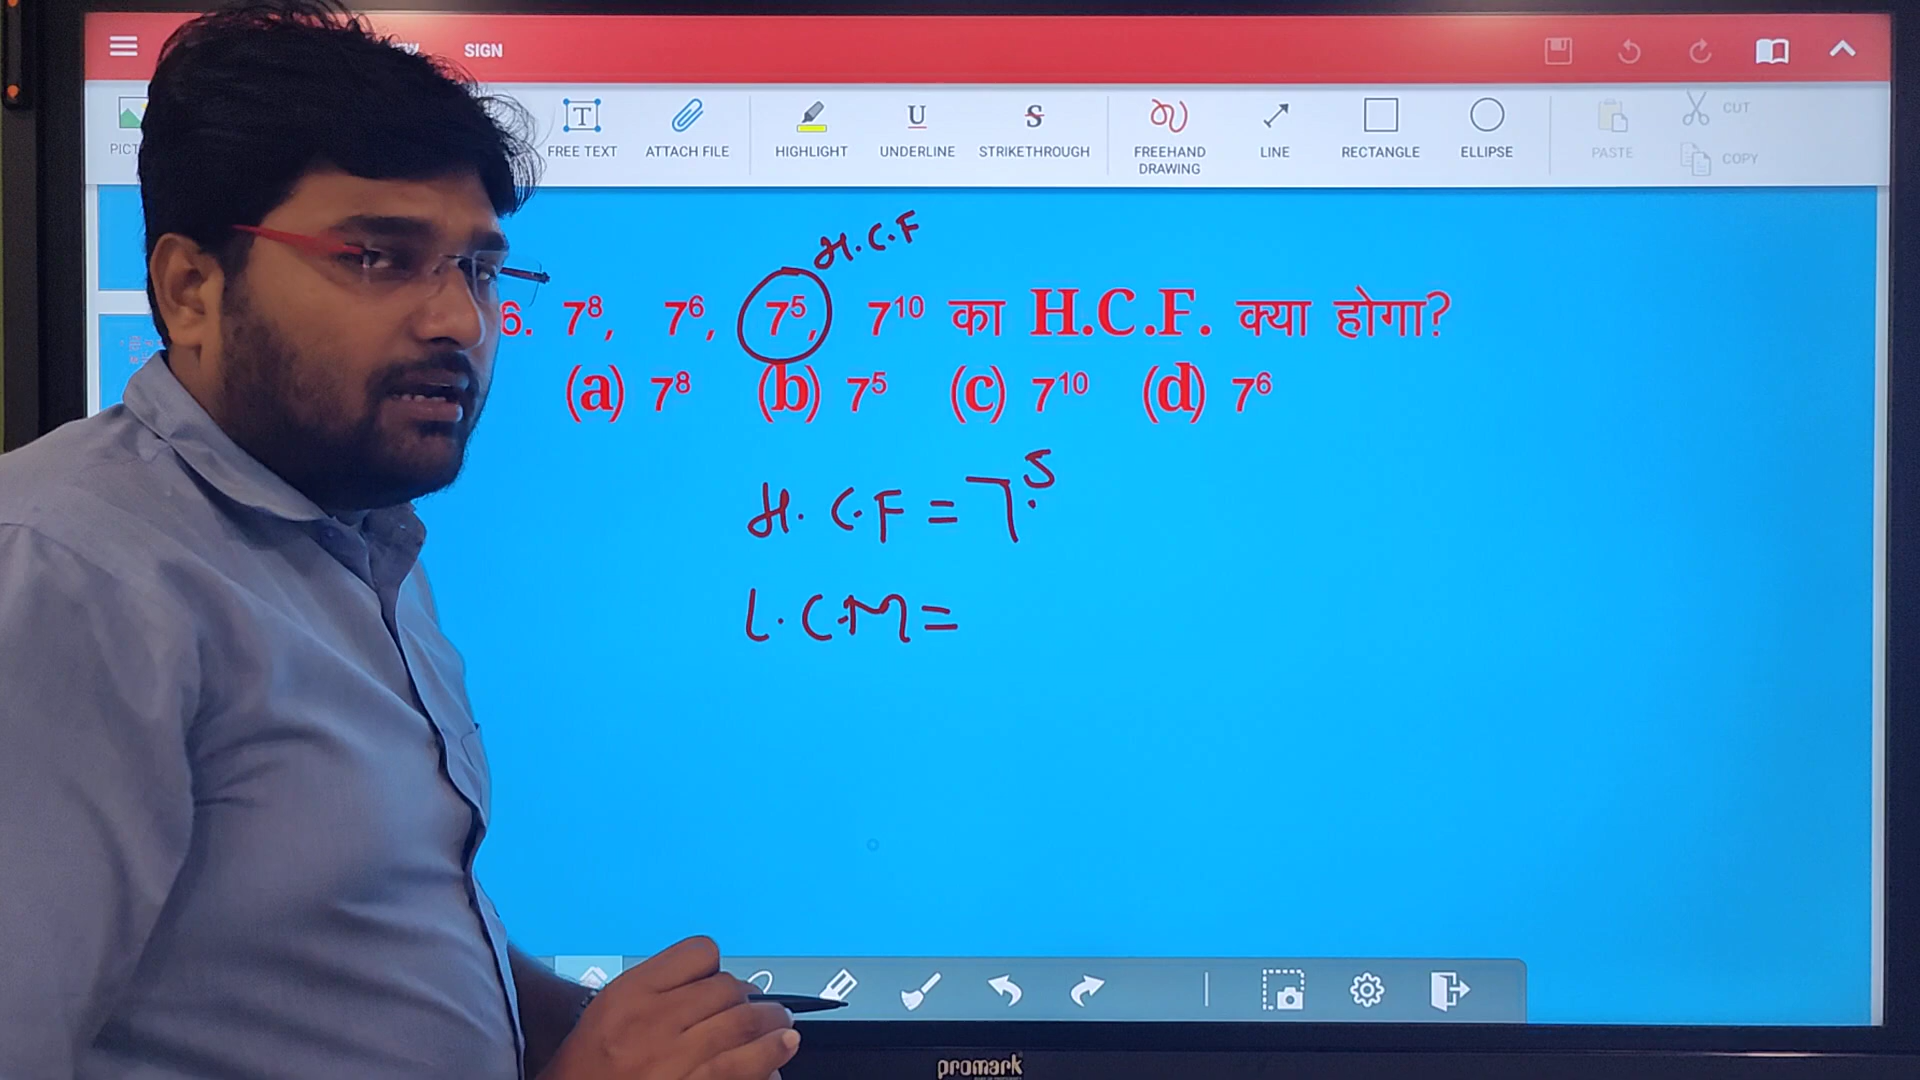 SIGN
PICT
FREE TEXT
ATTACH FILE
HIGHLIGHT
UNDERLINE
STRIKETHROUGH
FREEHAND
DRAWING
LINE
RECTANGLE
ELLIPSE
PASTE
CUT
COPY
H.C.F
6. 7⁸, 7⁶, 7⁵, 7¹⁰ का H.C.F. क्या होगा?
(a) 7⁸ (b) 7⁵ (c) 7¹⁰ (d) 7⁶
H.C.F = 7⁵
L.C.M =
promark